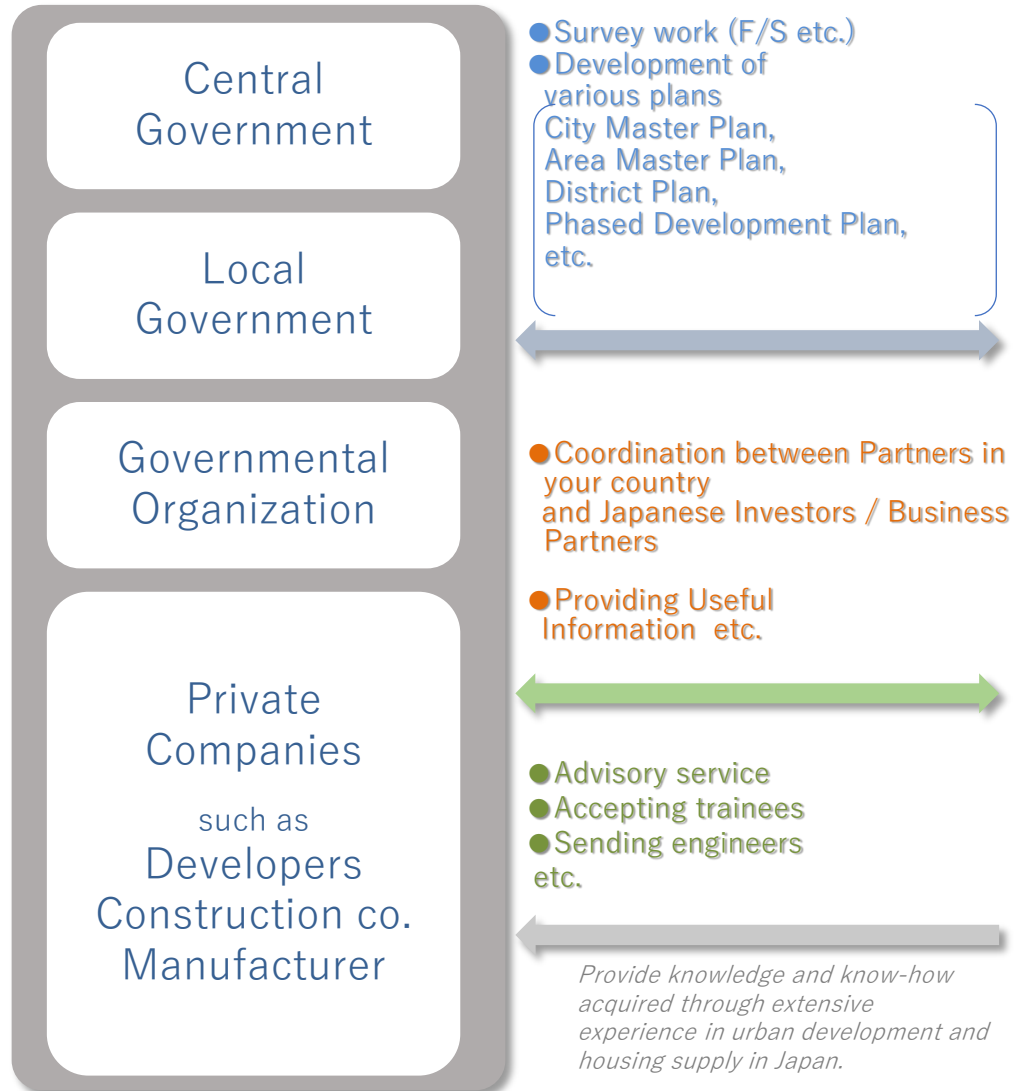 Central
Government
Local
Government
Governmental
Organization
Private
Companies
such as
Developers
Construction co.
Manufacturer
●Survey work (F/S etc.)
●Development of
various plans
City Master Plan,
Area Master Plan,
District Plan,
Phased Development Plan,
etc.
●Coordination between Partners in
your country
and Japanese Investors / Business
Partners
●Providing Useful
Information etc.
●Advisory service
●Accepting trainees
●Sending engineers
etc.
Provide knowledge and know-how
acquired through extensive
experience in urban development and
housing supply in Japan.